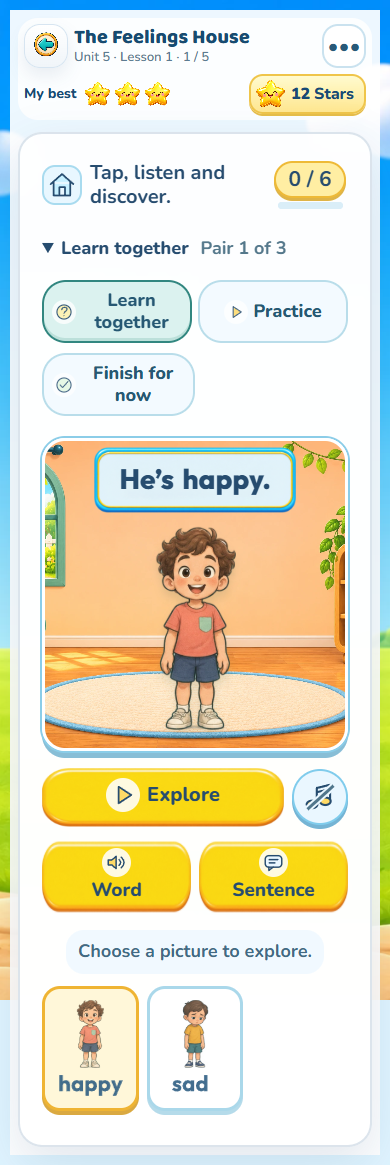 The Feelings House
Unit 5 · Lesson 1 · 1 / 5
My best
12 Stars
Tap, listen and
discover.
0 / 6
▼ Learn together Pair 1 of 3
Learn
together
Practice
Finish for
now
He's happy.
Explore
Word
Sentence
Choose a picture to explore.
happy
sad